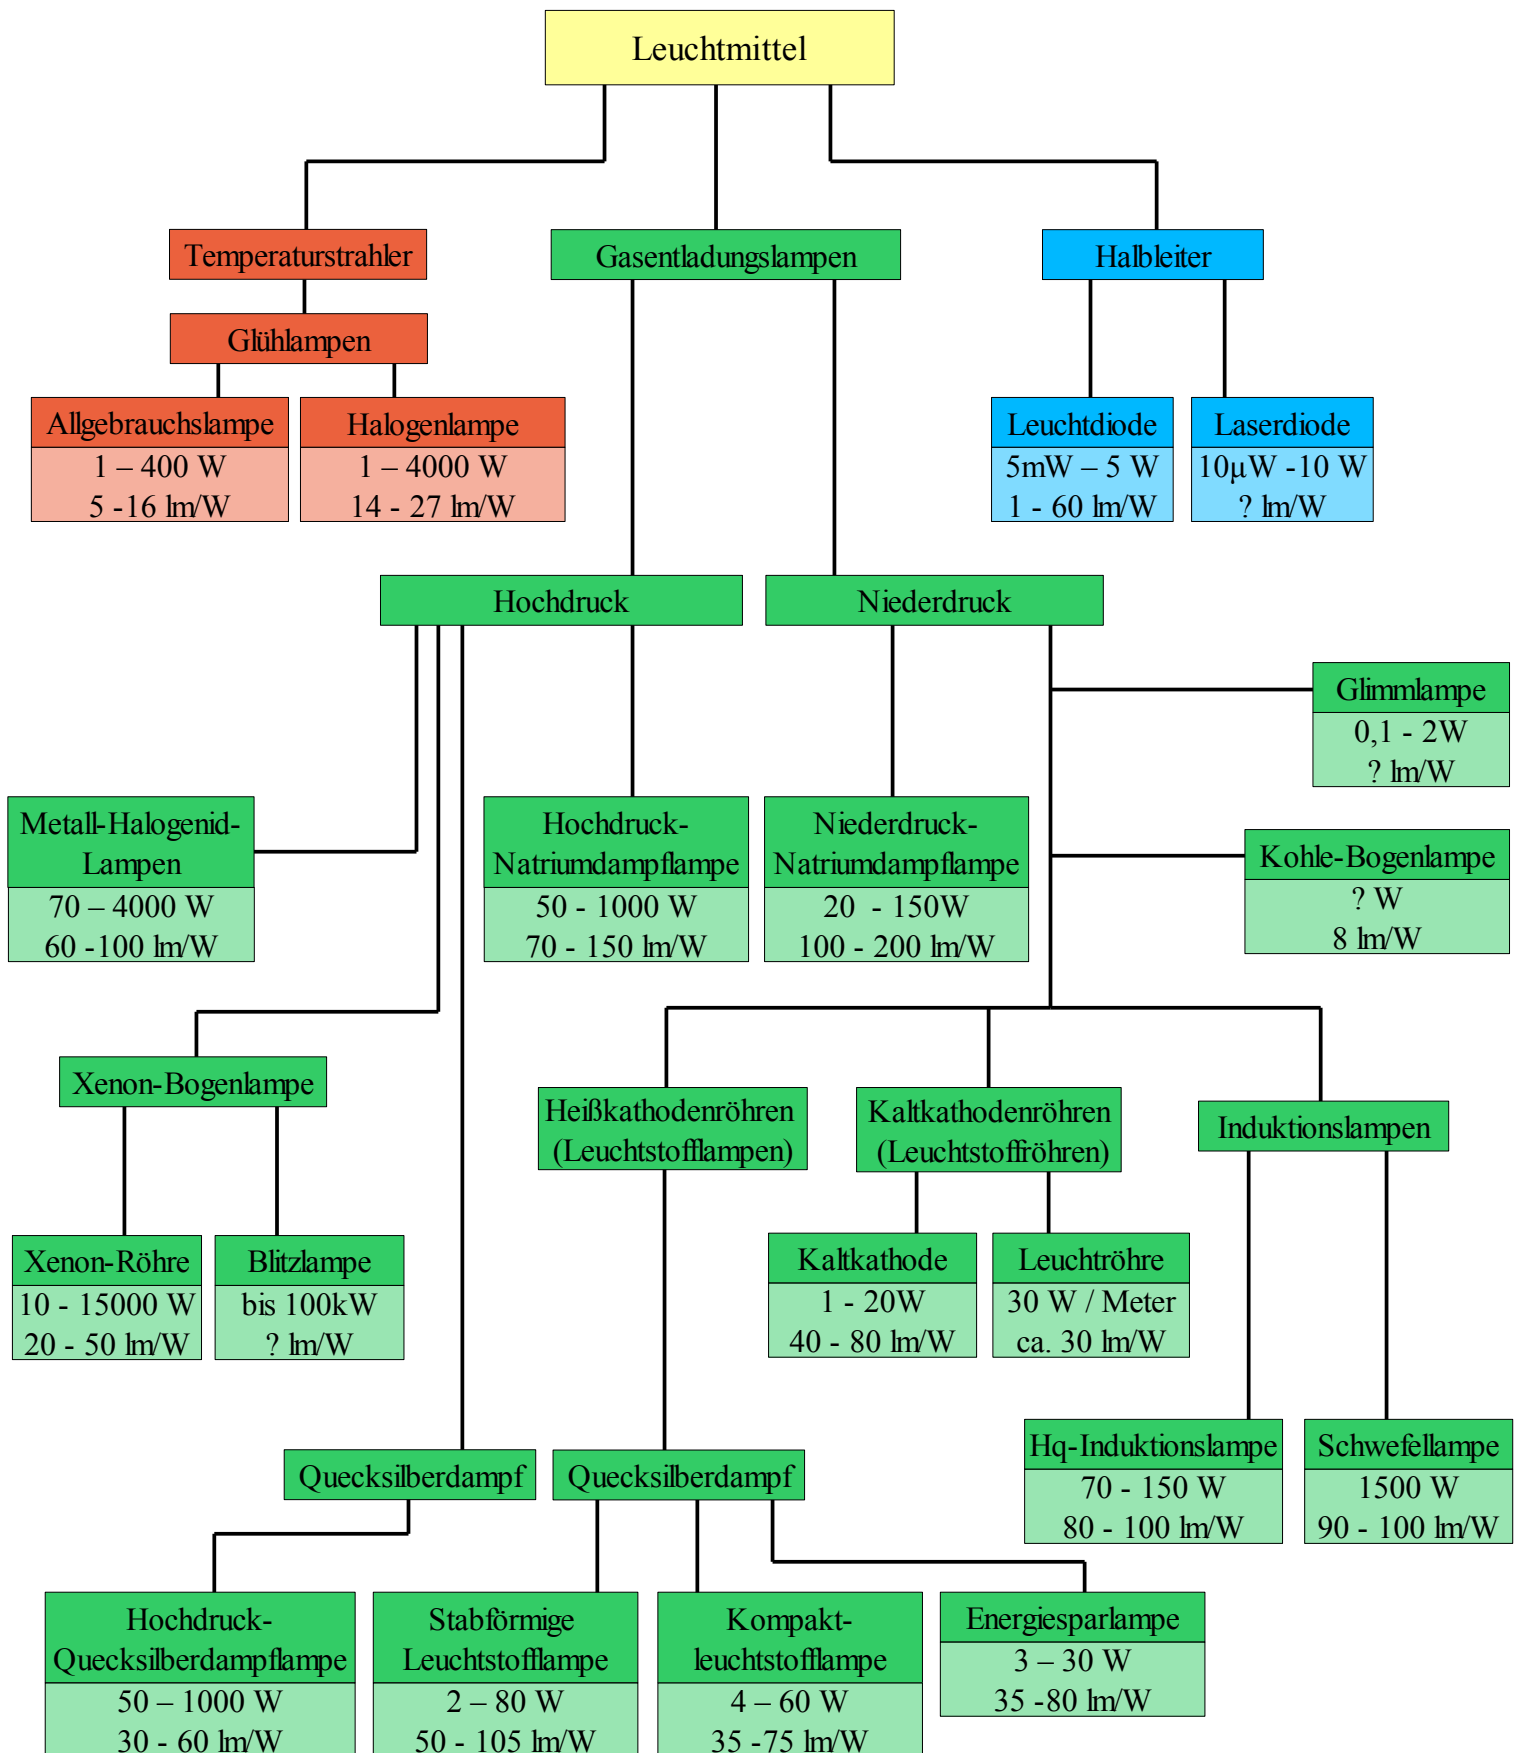 Leuchtmittel
Temperaturstrahler
Gasentladungslampen
Halbleiter
Glühlampen
Allgebrauchslampe
1 – 400 W
5 -16 lm/W
Halogenlampe
1 – 4000 W
14 - 27 lm/W
Leuchtdiode
5mW – 5 W
1 - 60 lm/W
Laserdiode
10µW -10 W
? lm/W
Hochdruck
Niederdruck
Glimmlampe
0,1 - 2W
? lm/W
Metall-Halogenid-
Lampen
70 – 4000 W
60 -100 lm/W
Hochdruck-
Natriumdampflampe
50 - 1000 W
70 - 150 lm/W
Niederdruck-
Natriumdampflampe
20 - 150W
100 - 200 lm/W
Kohle-Bogenlampe
? W
8 lm/W
Xenon-Bogenlampe
Heißkathodenröhren
(Leuchtstofflampen)
Kaltkathodenröhren
(Leuchtstoffröhren)
Induktionslampen
Xenon-Röhre
10 - 15000 W
20 - 50 lm/W
Blitzlampe
bis 100kW
? lm/W
Kaltkathode
1 - 20W
40 - 80 lm/W
Leuchtröhre
30 W / Meter
ca. 30 lm/W
Quecksilberdampf
Quecksilberdampf
Hq-Induktionslampe
70 - 150 W
80 - 100 lm/W
Schwefellampe
1500 W
90 - 100 lm/W
Hochdruck-
Quecksilberdampflampe
50 – 1000 W
30 - 60 lm/W
Stabförmige
Leuchtstofflampe
2 – 80 W
50 - 105 lm/W
Kompakt-
leuchtstofflampe
4 – 60 W
35 -75 lm/W
Energiesparlampe
3 – 30 W
35 -80 lm/W